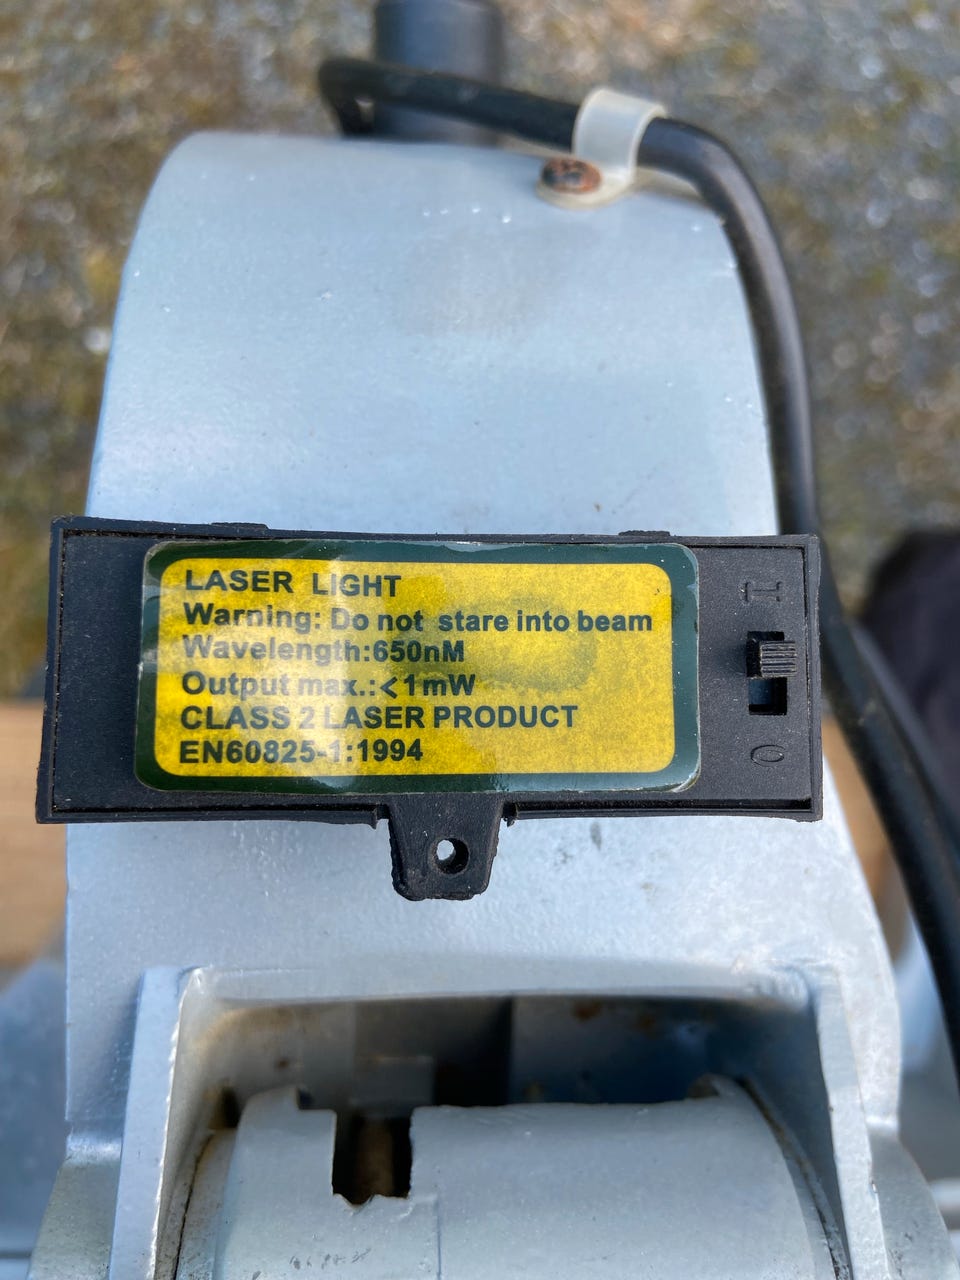 LASER LIGHT
Warning: Do not stare into beam
Wavelength:650nM
Output max.:<1mW
CLASS 2 LASER PRODUCT
EN60825-1:1994
I
O